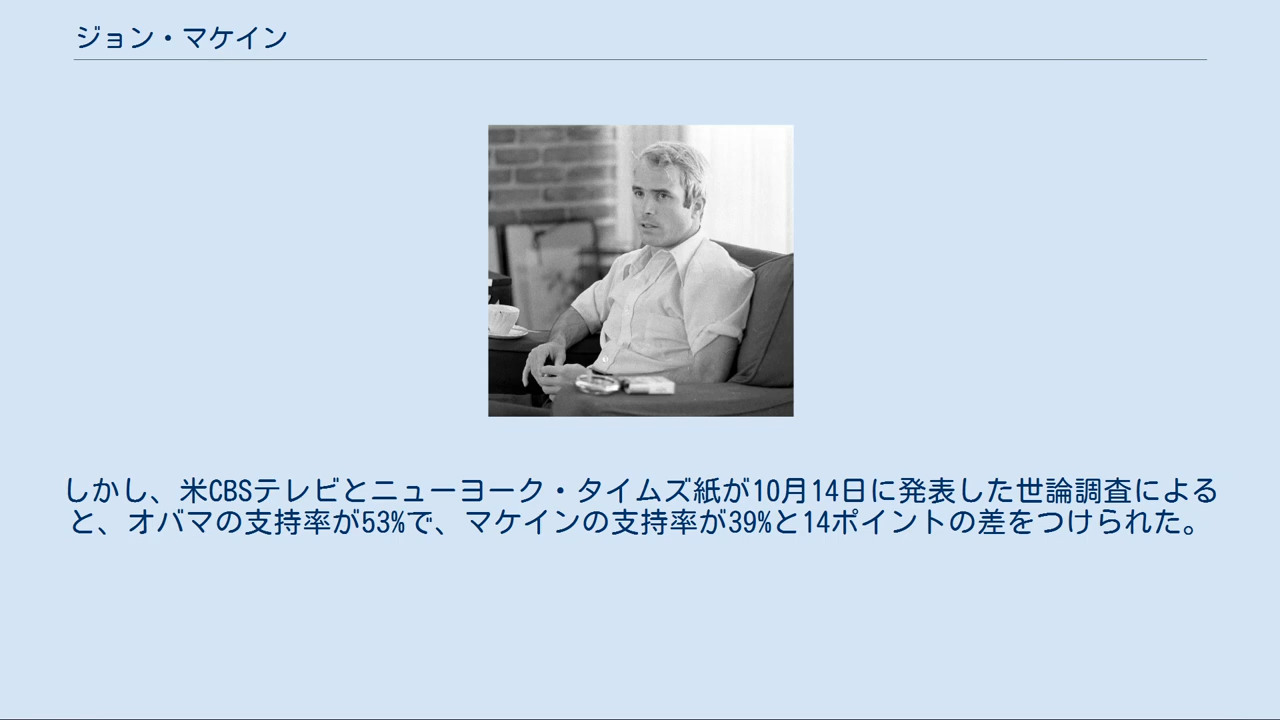 ジョン・マケイン
しかし、米CBSテレビとニューヨーク・タイムズ紙が10月14日に発表した世論調査による
と、オバマの支持率が53%で、マケインの支持率が39%と14ポイントの差をつけられた。